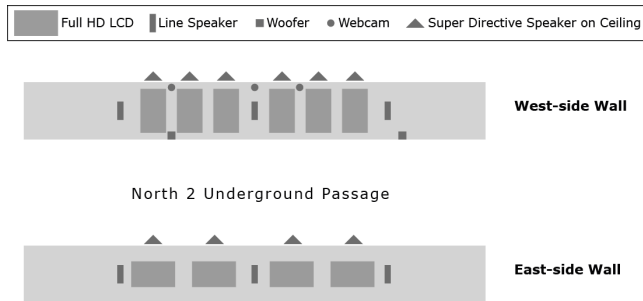 Full HD LCD Line Speaker Woofer Webcam Super Directive Speaker on Ceiling
West-side Wall
North 2 Underground Passage
East-side Wall